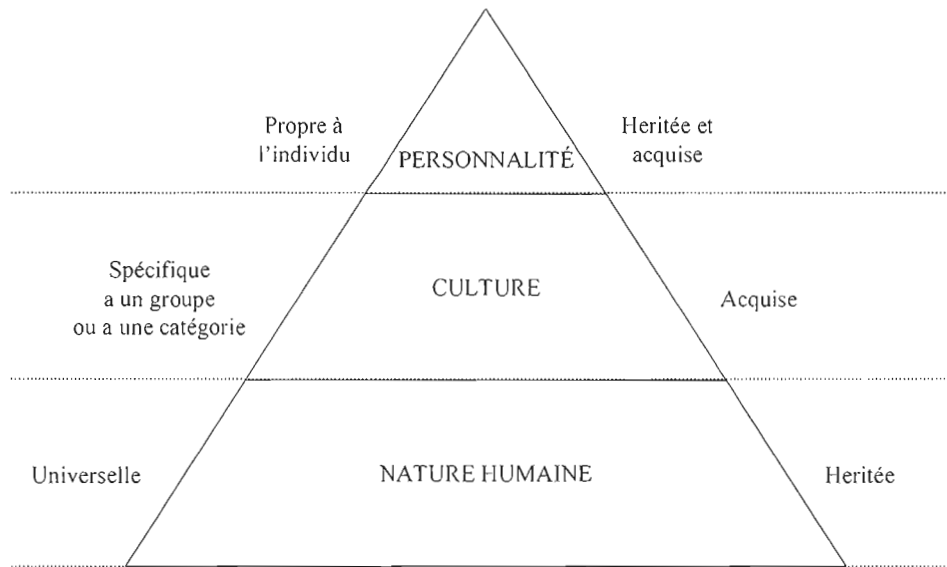 Propre à
l'individu
Heritée et
acquise
PERSONNALITÉ
Spécifique
a un groupe
ou a une catégorie
CULTURE
Acquise
Universelle
NATURE HUMAINE
Heritée